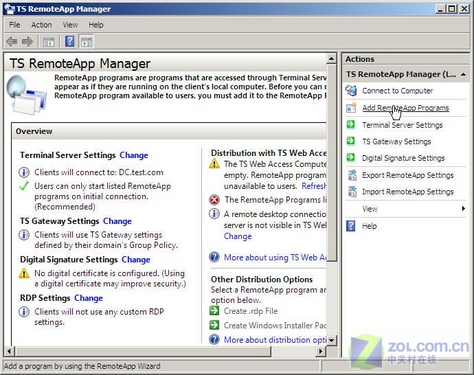 TS RemoteApp Manager
File Action View Help
TS RemoteApp Manager
RemoteApp programs are programs that are accessed through Terminal Serv
appear as if they are running on the client's local computer. Before you can
program available to users, you must add it to the RemoteApp
Overview
Terminal Server Settings Change
Clients will connect to: DC.test.com
Users can only start listed RemoteApp
programs on initial connection.
(Recommended)
TS Gateway Settings Change
Clients will use TS Gateway settings
defined by their domain's Group Policy.
Digital Signature Settings Change
No digital certificate is configured. (Using
a digital certificate may improve security.)
RDP Settings Change
Clients will not use any custom RDP
settings.
Distribution with TS Web Access
The TS Web Access Compute
empty. The RemoteApp program
unavailable to users. Refresh
The RemoteApp Programs li
A remote desktop connection
server is not visible in TS Web
Change
More about using TS Web A
Other Distribution Options
Select a RemoteApp program an
option below.
Create .rdp File
Create Windows Installer Pac
More about distribution option
Actions
TS RemoteApp Manager (L...
Connect to Computer
Add RemoteApp Programs
Terminal Server Settings
TS Gateway Settings
Digital Signature Settings
Export RemoteApp Settings
Import RemoteApp Settings
View
Help
Add a program by using the RemoteApp Wizard
ZOL.com.cn
中关村在线